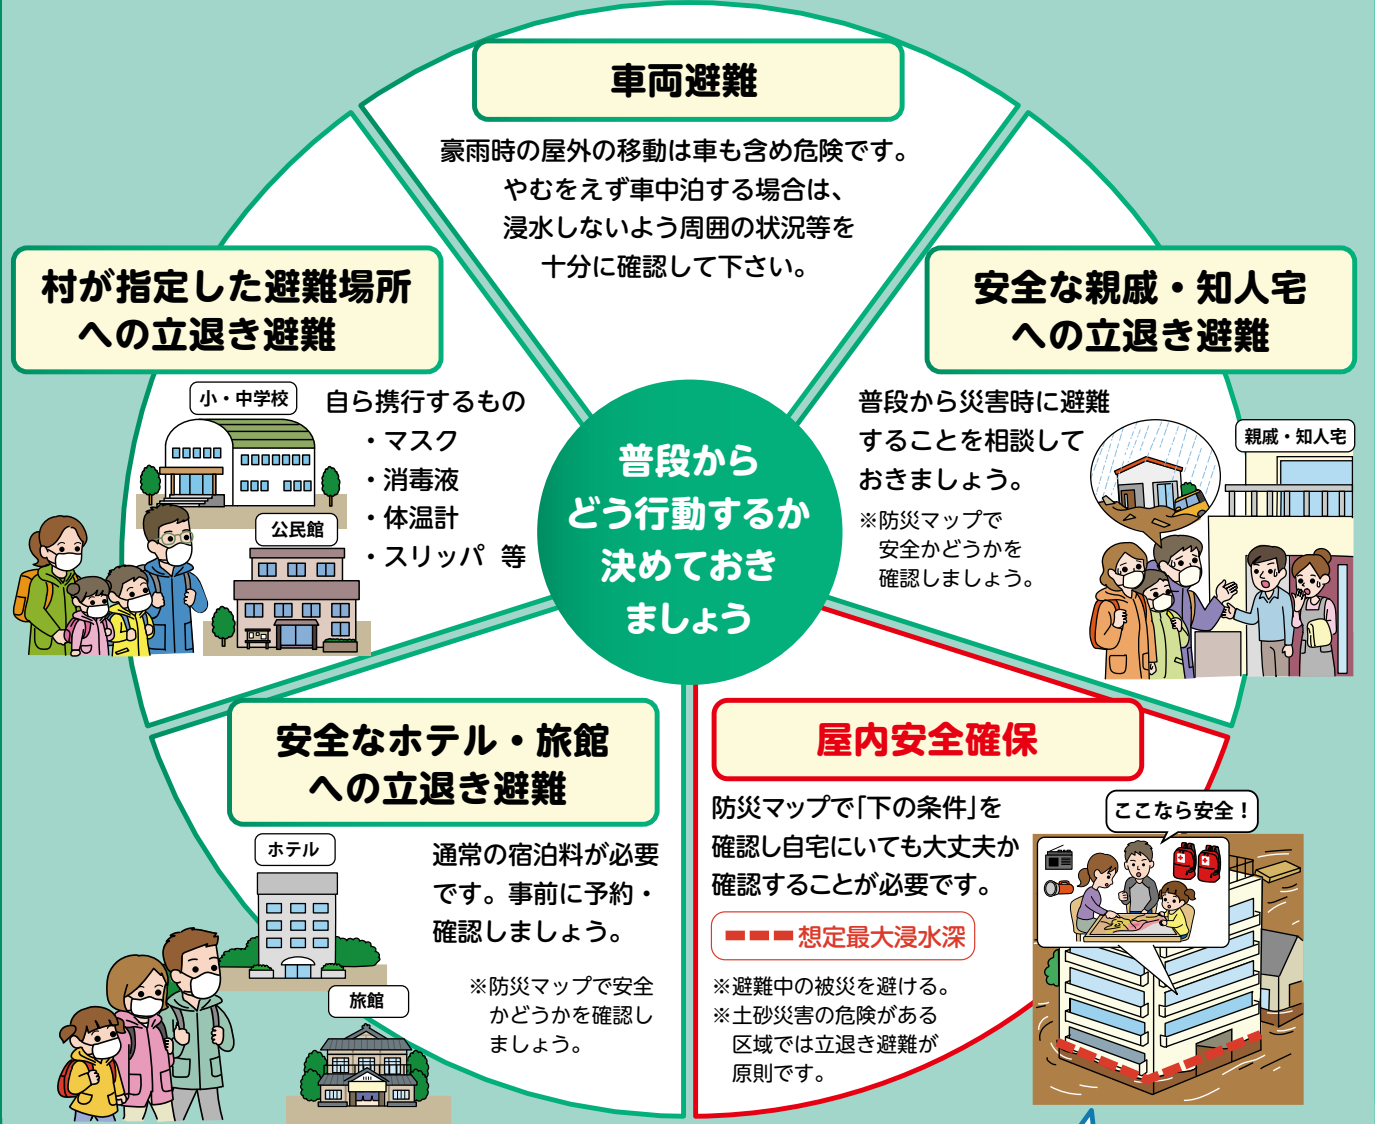 車両避難
豪雨時の屋外の移動は車も含め危険です。
やむをえず車中泊する場合は、
浸水しないよう周囲の状況等を
十分に確認して下さい。
村が指定した避難場所
への立退き避難
小・中学校
公民館
自ら携行するもの
・マスク
・消毒液
・体温計
・スリッパ 等
普段から
どう行動するか
決めておき
ましょう
安全な親戚・知人宅
への立退き避難
普段から災害時に避難
することを相談して
おきましょう。
※防災マップで
安全かどうかを
確認しましょう。
親戚・知人宅
安全なホテル・旅館
への立退き避難
ホテル
旅館
通常の宿泊料が必要
です。事前に予約・
確認しましょう。
※防災マップで安全
かどうかを確認し
ましょう。
屋内安全確保
防災マップで「下の条件」を
確認し自宅にいても大丈夫か
確認することが必要です。
想定最大浸水深
※避難中の被災を避ける。
※土砂災害の危険がある
区域では立退き避難が
原則です。
ここなら安全！